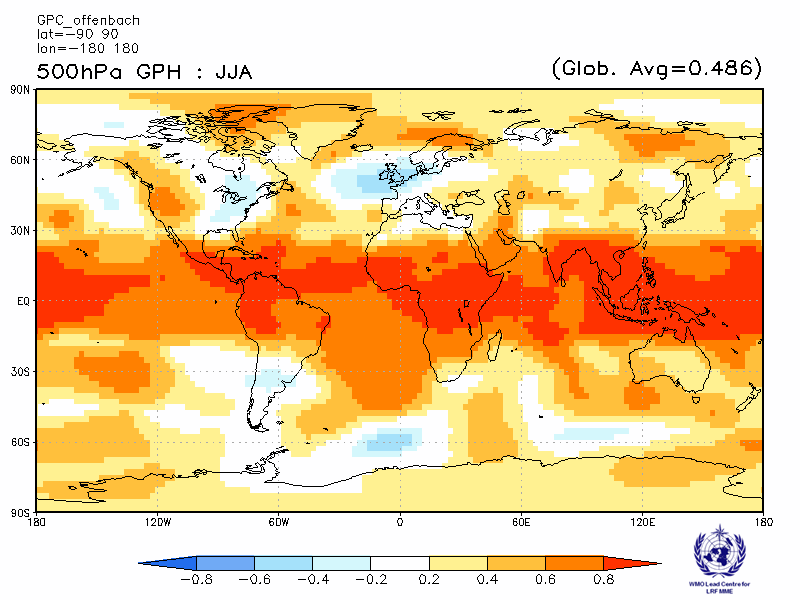 GPC_offenbach
lat=−90 90
lon=−180 180
500hPa GPH : JJA
(Glob. Avg=0.486)
90N
60N
30N
EQ
30S
60S
90S
180
120W
60W
0
60E
120E
180
−0.8
−0.6
−0.4
−0.2
0.2
0.4
0.6
0.8
WMO Lead Centre for
LRF MME